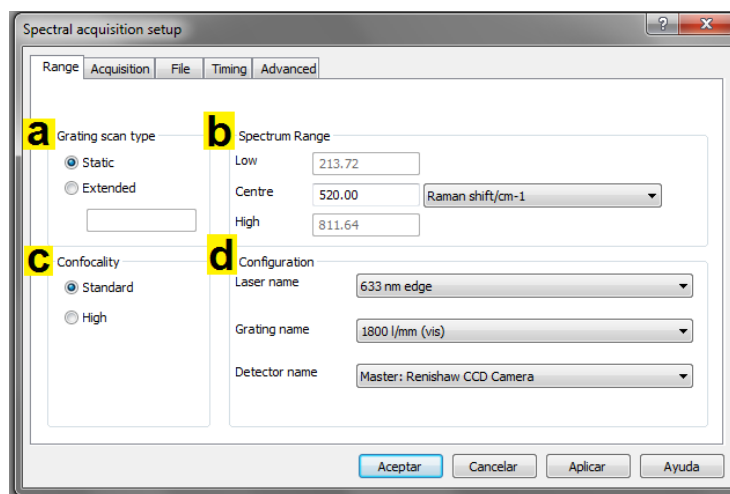 Spectral acquisition setup
Range Acquisition File Timing Advanced
a Grating scan type
Static
Extended
b Spectrum Range
Low 213.72
Centre 520.00 Raman shift/cm-1
High 811.64
c Confocality
Standard
High
d Configuration
Laser name 633 nm edge
Grating name 1800 l/mm (vis)
Detector name Master: Renishaw CCD Camera
Aceptar Cancelar Aplicar Ayuda